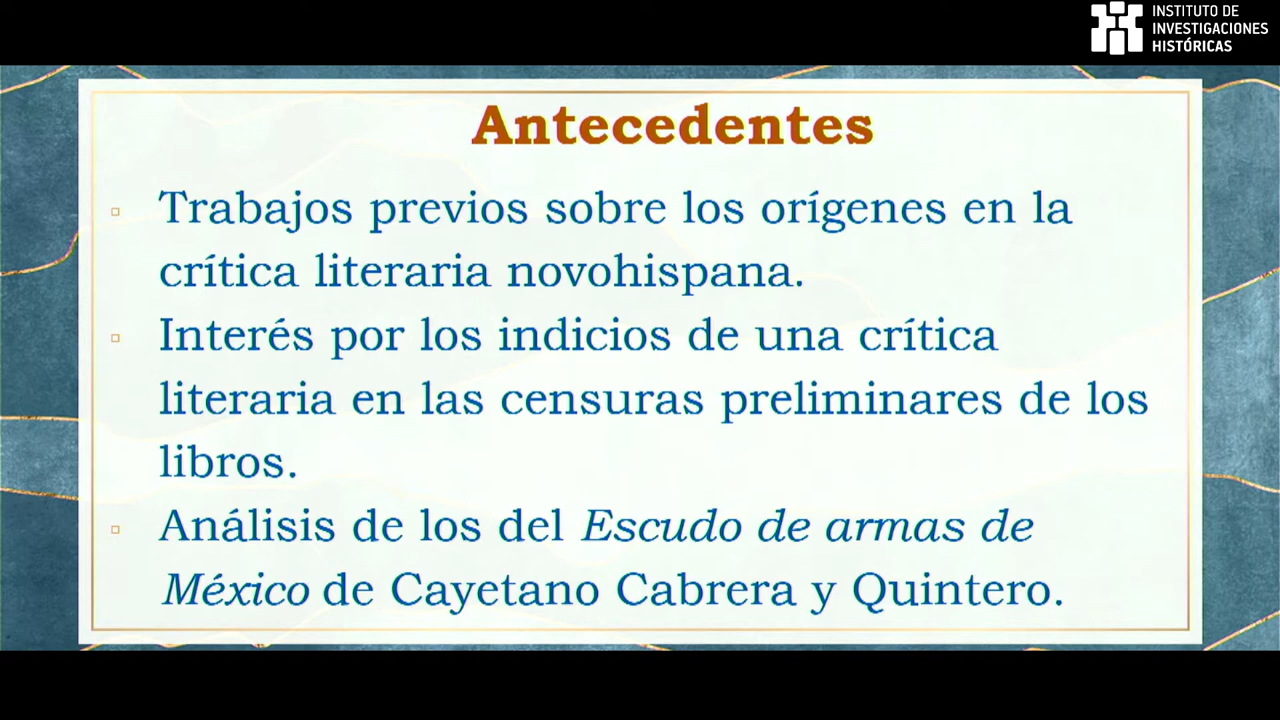 INSTITUTO DE
INVESTIGACIONES
HISTÓRICAS
Antecedentes
Trabajos previos sobre los orígenes en la
crítica literaria novohispana.
Interés por los indicios de una crítica
literaria en las censuras preliminares de los
libros.
Análisis de los del Escudo de armas de
México de Cayetano Cabrera y Quintero.